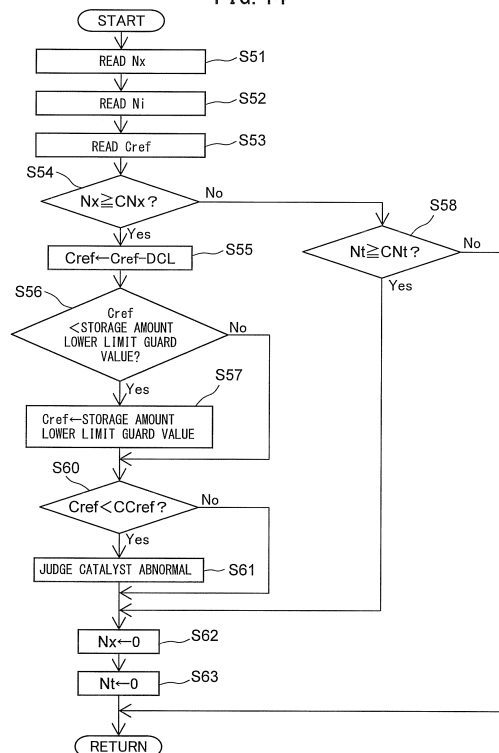 START
READ Nx
S51
READ Ni
S52
READ Cref
S53
S54
Nx≧CNx?
No
Yes
S58
Nt≧CNt?
No
Yes
Cref←Cref-DCL
S55
S56
Cref
<STORAGE AMOUNT
LOWER LIMIT GUARD
VALUE?
No
Yes
S57
Cref←STORAGE AMOUNT
LOWER LIMIT GUARD VALUE
S60
Cref<CCref?
No
Yes
JUDGE CATALYST ABNORMAL
S61
Nx←0
S62
Nt←0
S63
RETURN